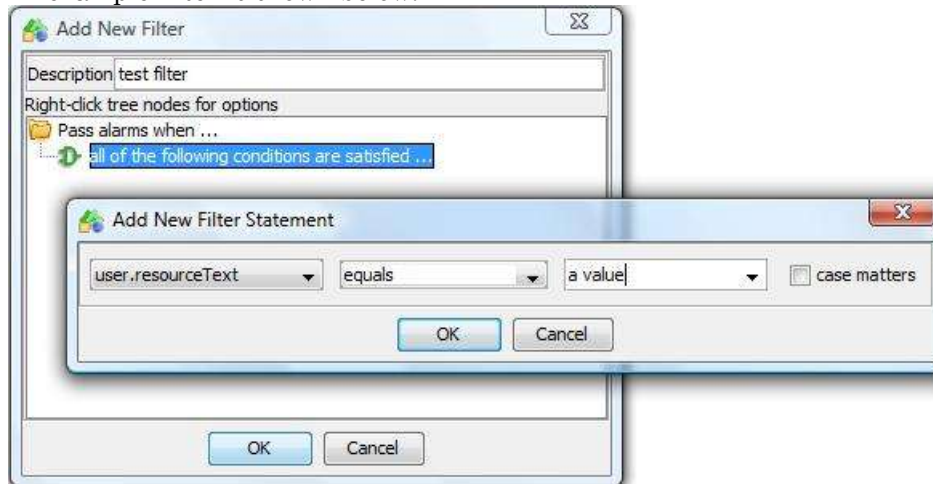 Add New Filter
Description test filter
Right-click tree nodes for options
Pass alarms when ...
all of the following conditions are satisfied ...
Add New Filter Statement
user.resourceText equals a value case matters
OK Cancel
OK Cancel